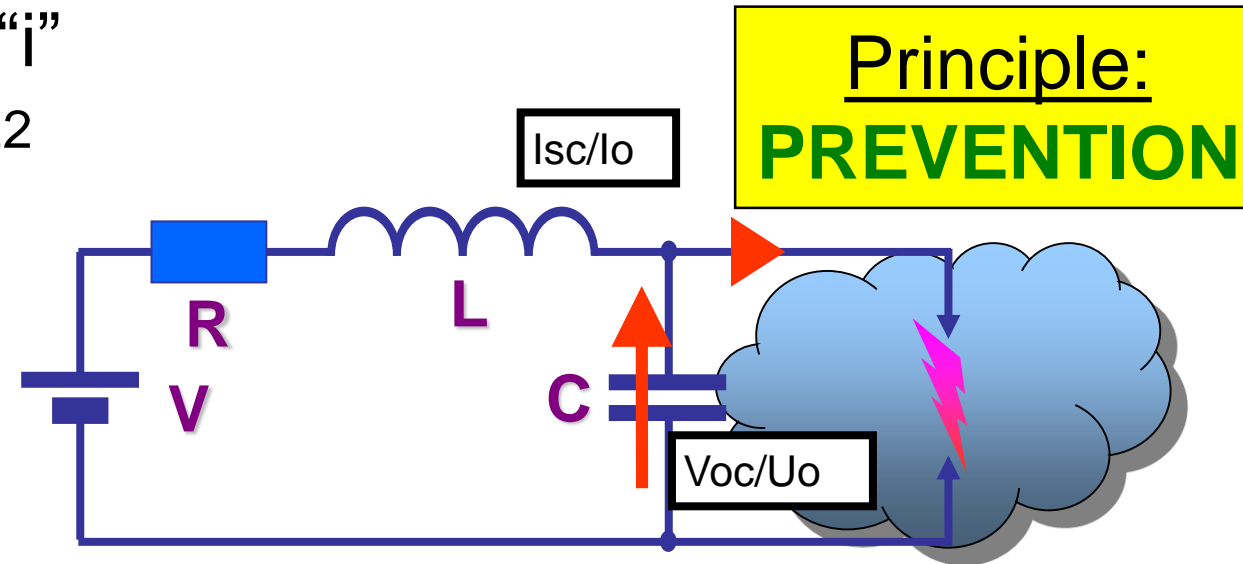 “i”
2
Isc/Io
Principle:
PREVENTION
R
L
V
C
Voc/Uo